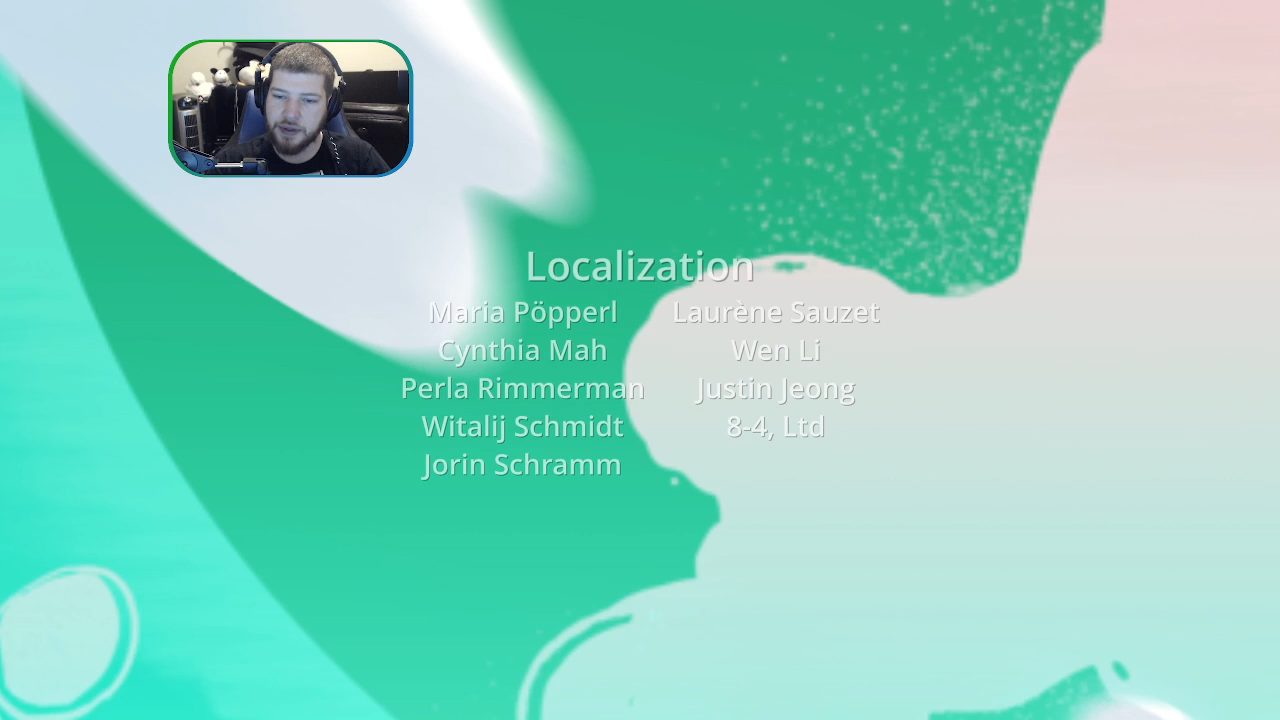 Localization
Maria Pöpperl
Laurène Sauzet
Cynthia Mah
Wen Li
Perla Rimmerman
Justin Jeong
Witalij Schmidt
8-4, Ltd
Jorin Schramm